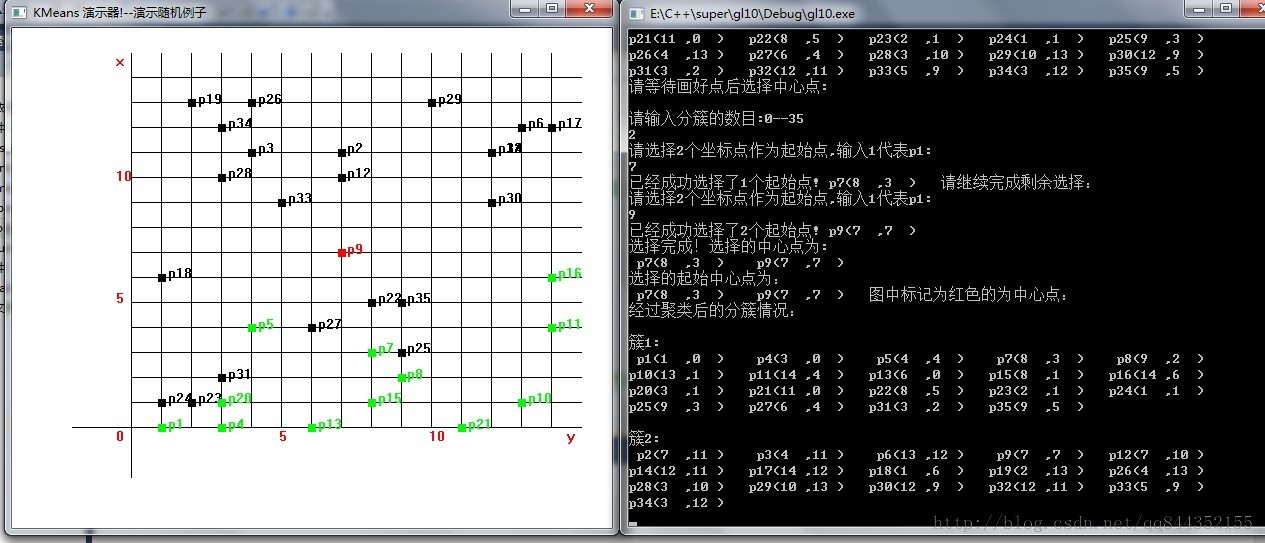 KMeans 演示器!--演示随机例子
x
p19
p26
p29
p34
p6
p17
p3
p2
p28
10
p12
p33
p30
p9
p18
p16
5
p22
p35
p5
p27
p11
p7
p25
p31
p8
p24
p23
p20
p15
p10
p1
p4
p13
p21
0
5
10
y
E:\C++\super\gl10\Debug\gl10.exe
p21(11 ,0 ) p22(8 ,5 ) p23(2 ,1 ) p24(1 ,1 ) p25(9 ,3 )
p26(4 ,13 ) p27(6 ,4 ) p28(3 ,10 ) p29(10 ,13 ) p30(12 ,9 )
p31(3 ,2 ) p32(12 ,11 ) p33(5 ,9 ) p34(3 ,12 ) p35(9 ,5 )
请等待画好点后选择中心点:
请输入分簇的数目:0--35
2
请选择2个坐标点作为起始点,输入1代表p1:
7
已经成功选择了1个起始点! p7(8 ,3 ) 请继续完成剩余选择:
请选择2个坐标点作为起始点,输入1代表p1:
9
已经成功选择了2个起始点! p9(7 ,7 )
选择完成! 选择的中心点为:
p7(8 ,3 ) p9(7 ,7 )
选择的起始中心点为:
p7(8 ,3 ) p9(7 ,7 ) 图中标记为红色的为中心点:
经过聚类后的分簇情况:
簇1:
p1(1 ,0 ) p4(3 ,0 ) p5(4 ,4 ) p7(8 ,3 ) p8(9 ,2 )
p10(13 ,1 ) p11(14 ,4 ) p13(6 ,0 ) p15(8 ,1 ) p16(14 ,6 )
p20(3 ,1 ) p21(11 ,0 ) p22(8 ,5 ) p23(2 ,1 ) p24(1 ,1 )
p25(9 ,3 ) p27(6 ,4 ) p31(3 ,2 ) p35(9 ,5 )
簇2:
p2(7 ,11 ) p3(4 ,11 ) p6(13 ,12 ) p9(7 ,7 ) p12(7 ,10 )
p14(12 ,11 ) p17(14 ,12 ) p18(1 ,6 ) p19(2 ,13 ) p26(4 ,13 )
p28(3 ,10 ) p29(10 ,13 ) p30(12 ,9 ) p32(12 ,11 ) p33(5 ,9 )
p34(3 ,12 )
http://blog.csdn.net/qq844352155